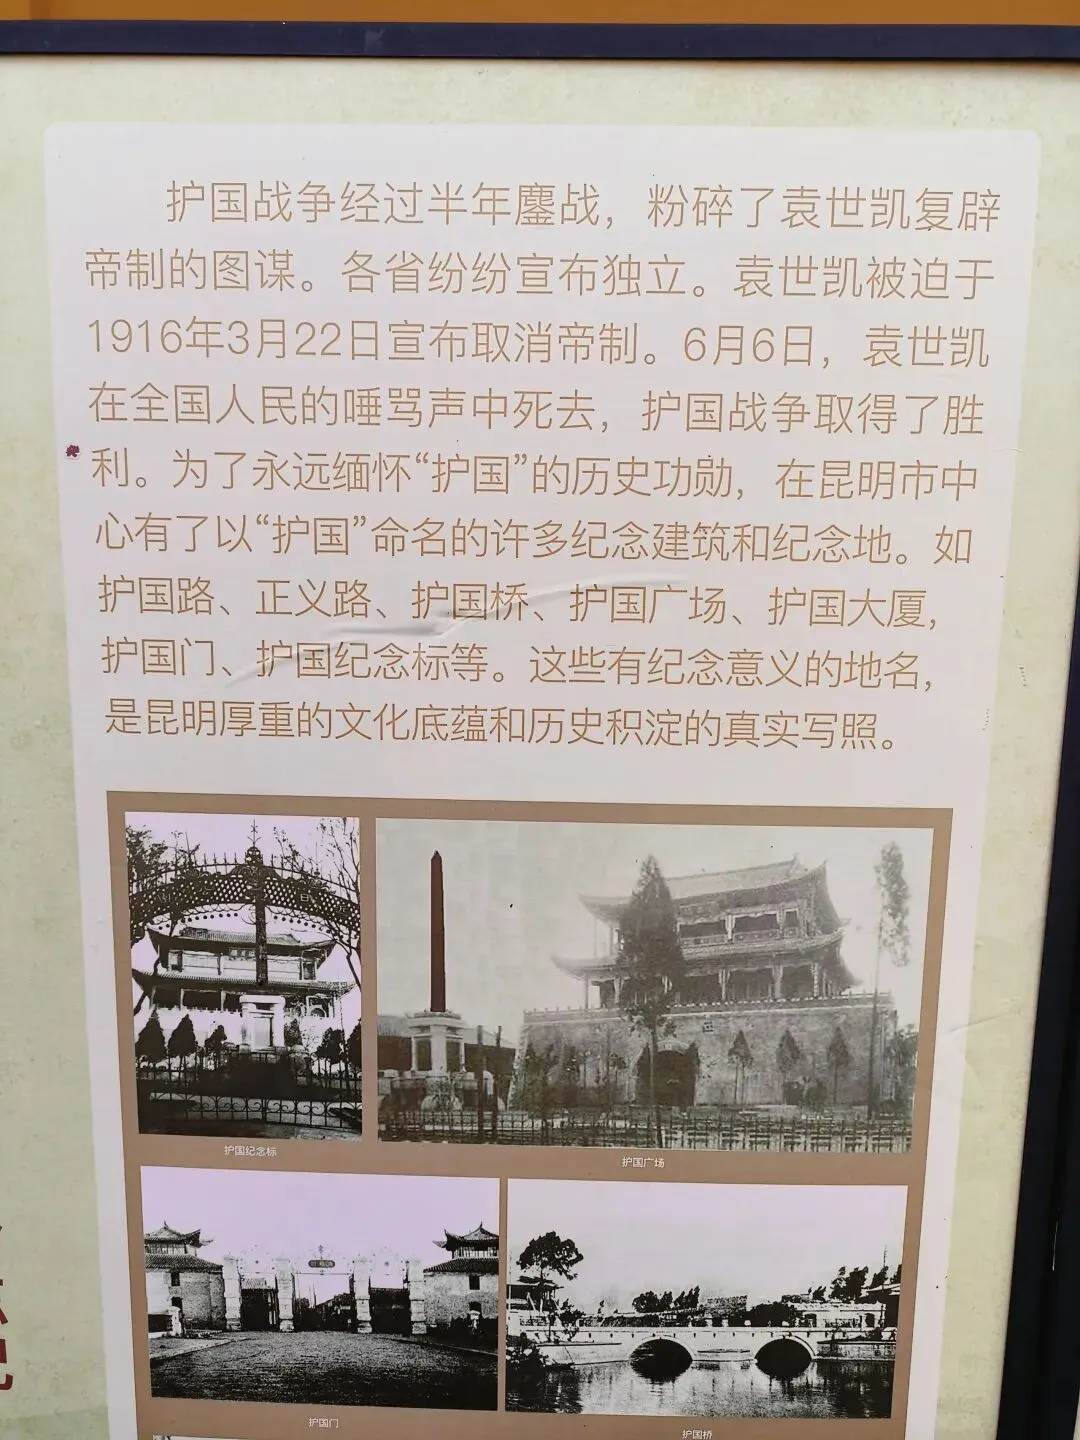 护国战争经过半年鏖战，粉碎了袁世凯复辟
帝制的图谋。各省纷纷宣布独立。袁世凯被迫于
1916年3月22日宣布取消帝制。6月6日，袁世凯
在全国人民的唾骂声中死去，护国战争取得了胜
利。为了永远缅怀“护国”的历史功勋，在昆明市中
心有了以“护国”命名的许多纪念建筑和纪念地。如
护国路、正义路、护国桥、护国广场、护国大厦，
护国门、护国纪念标等。这些有纪念意义的地名，
是昆明厚重的文化底蕴和历史积淀的真实写照。
护国纪念标
护国广场
护国门
护国桥